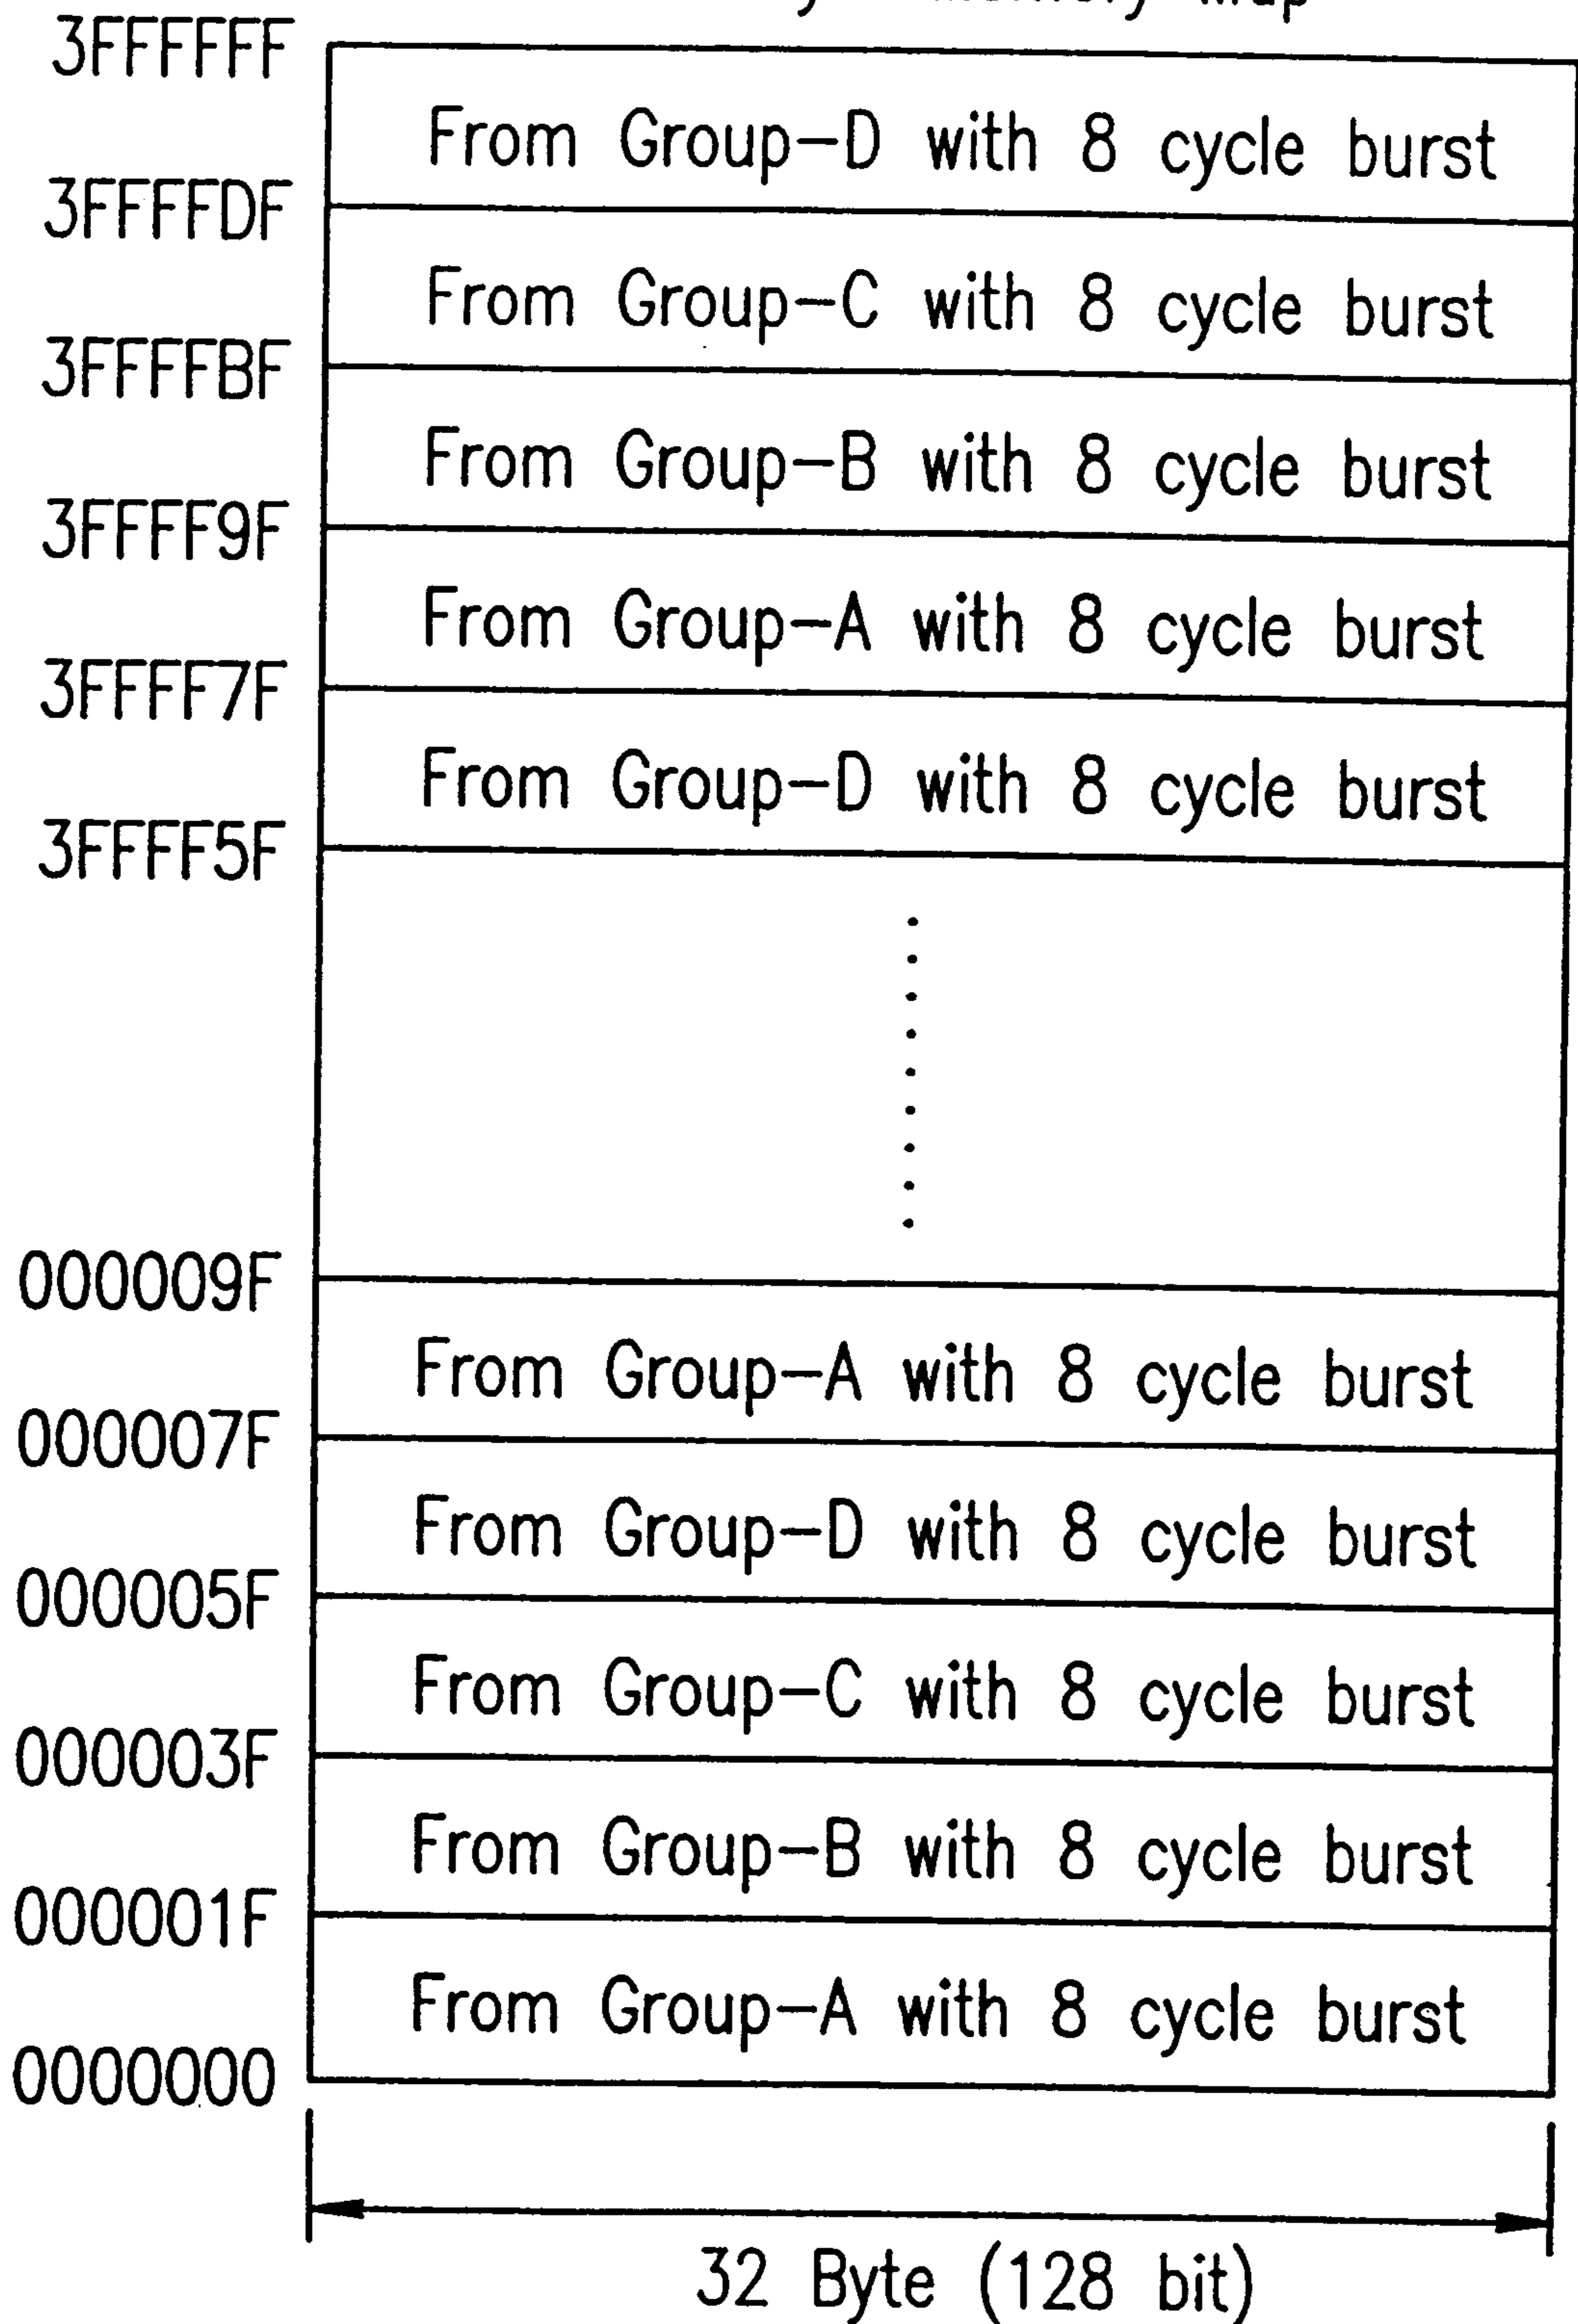 3FFFFFF
From Group-D with 8 cycle burst
3FFFFDF
From Group-C with 8 cycle burst
3FFFFBF
From Group-B with 8 cycle burst
3FFFF9F
From Group-A with 8 cycle burst
3FFFF7F
From Group-D with 8 cycle burst
3FFFF5F
000009F
From Group-A with 8 cycle burst
000007F
From Group-D with 8 cycle burst
000005F
From Group-C with 8 cycle burst
000003F
From Group-B with 8 cycle burst
000001F
From Group-A with 8 cycle burst
0000000
32 Byte (128 bit)